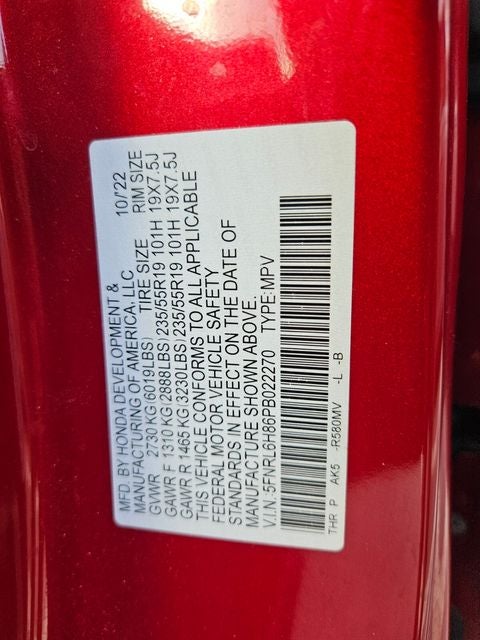 MFD. BY HONDA DEVELOPMENT & 10/'22
MANUFACTURING OF AMERICA, LLC
GVWR 2730 KG(6019LBS) TIRE SIZE RIM SIZE
GAWR F 1310 KG(2888LBS)235/55R19 101H 19X7.5J
GAWR R 1465 KG(3230LBS)235/55R19 101H 19X7.5J
THIS VEHICLE CONFORMS TO ALL APPLICABLE
FEDERAL MOTOR VEHICLE SAFETY
STANDARDS IN EFFECT ON THE DATE OF
MANUFACTURE SHOWN ABOVE.
V.I.N. 5FNRL6H86PB022270 TYPE:MPV
THR P AK5 -R580MV -L -B